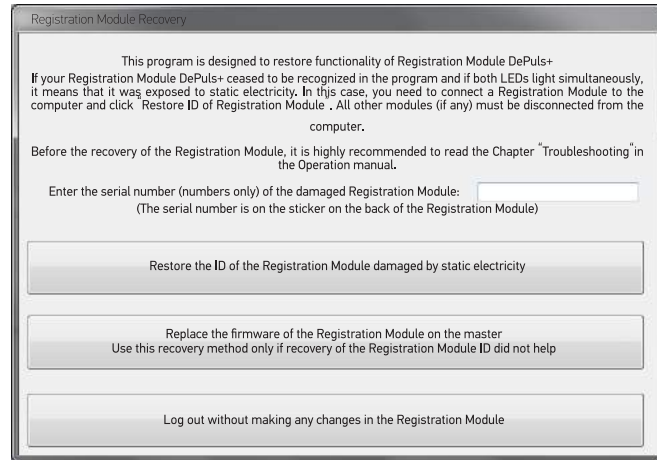 Registration Module Recovery
This program is designed to restore functionality of Registration Module DePuls+
If your Registration Module DePuls+ ceased to be recognized in the program and if both LEDs light simultaneously,
it means that it was exposed to static electricity. In this case, you need to connect a Registration Module to the
computer and click "Restore ID of Registration Module". All other modules (if any) must be disconnected from the
computer.
Before the recovery of the Registration Module, it is highly recommended to read the Chapter "Troubleshooting" in
the Operation manual.
Enter the serial number (numbers only) of the damaged Registration Module:
(The serial number is on the sticker on the back of the Registration Module)
Restore the ID of the Registration Module damaged by static electricity
Replace the firmware of the Registration Module on the master
Use this recovery method only if recovery of the Registration Module ID did not help
Log out without making any changes in the Registration Module